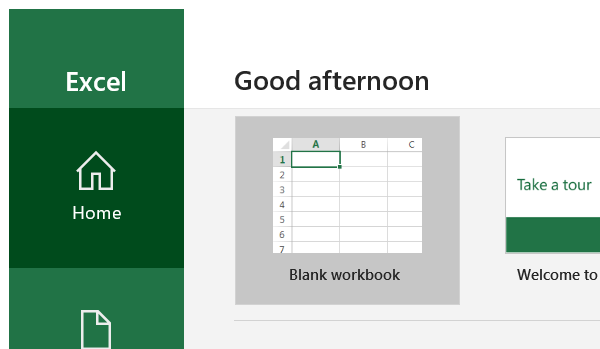 Excel
Good afternoon
Home
A B C
1
2
3
4
5
6
7
Take a tour
Blank workbook
Welcome to